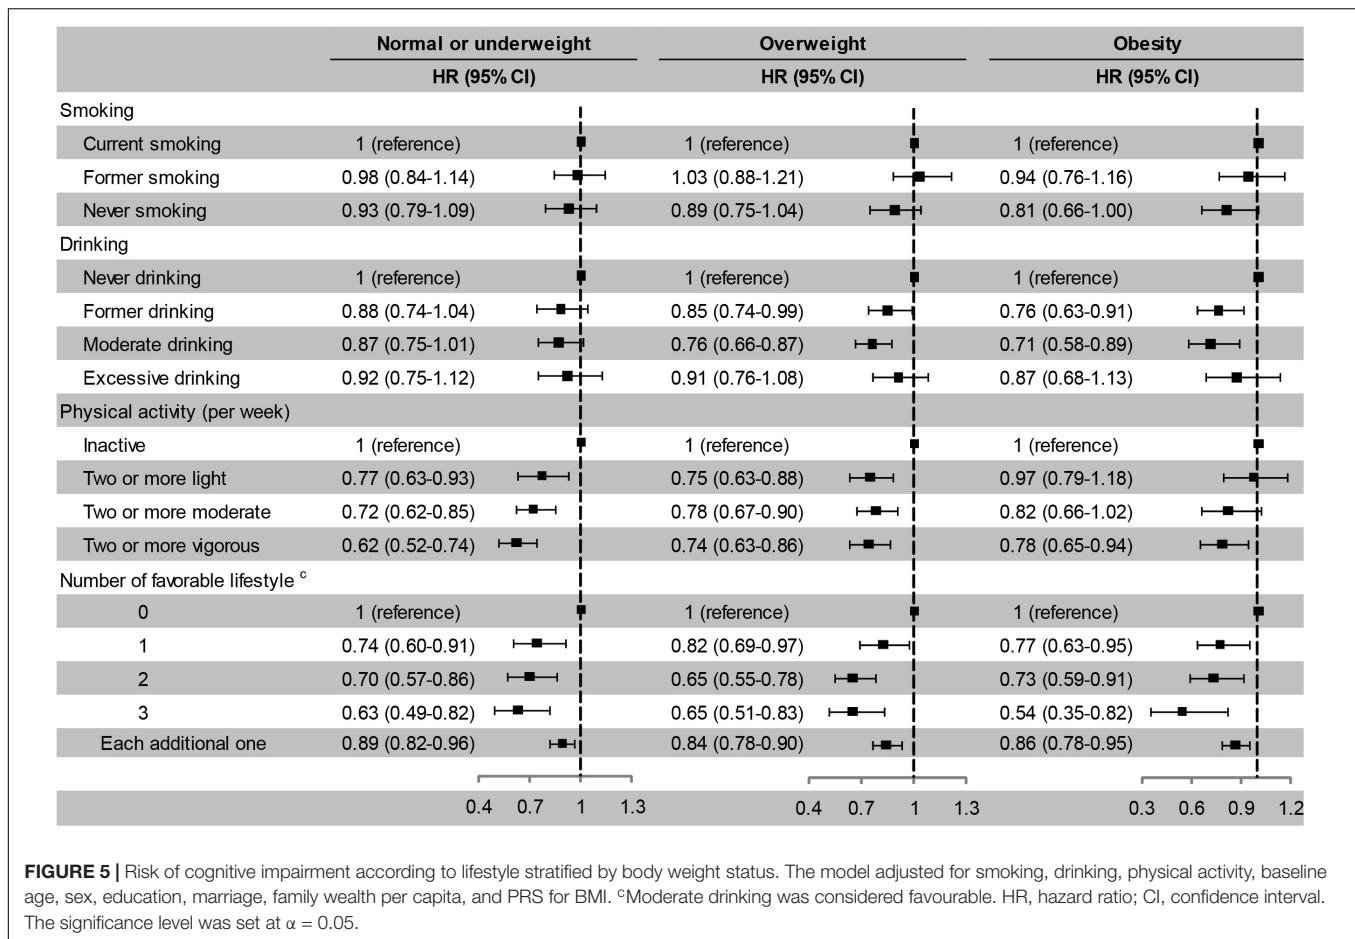 Normal or underweight Overweight Obesity
HR (95% CI) HR (95% CI) HR (95% CI)
Smoking
Current smoking 1 (reference) 1 (reference) 1 (reference)
Former smoking 0.98 (0.84-1.14) 1.03 (0.88-1.21) 0.94 (0.76-1.16)
Never smoking 0.93 (0.79-1.09) 0.89 (0.75-1.04) 0.81 (0.66-1.00)
Drinking
Never drinking 1 (reference) 1 (reference) 1 (reference)
Former drinking 0.88 (0.74-1.04) 0.85 (0.74-0.99) 0.76 (0.63-0.91)
Moderate drinking 0.87 (0.75-1.01) 0.76 (0.66-0.87) 0.71 (0.58-0.89)
Excessive drinking 0.92 (0.75-1.12) 0.91 (0.76-1.08) 0.87 (0.68-1.13)
Physical activity (per week)
Inactive 1 (reference) 1 (reference) 1 (reference)
Two or more light 0.77 (0.63-0.93) 0.75 (0.63-0.88) 0.97 (0.79-1.18)
Two or more moderate 0.72 (0.62-0.85) 0.78 (0.67-0.90) 0.82 (0.66-1.02)
Two or more vigorous 0.62 (0.52-0.74) 0.74 (0.63-0.86) 0.78 (0.65-0.94)
Number of favorable lifestyle c
0 1 (reference) 1 (reference) 1 (reference)
1 0.74 (0.60-0.91) 0.82 (0.69-0.97) 0.77 (0.63-0.95)
2 0.70 (0.57-0.86) 0.65 (0.55-0.78) 0.73 (0.59-0.91)
3 0.63 (0.49-0.82) 0.65 (0.51-0.83) 0.54 (0.35-0.82)
Each additional one 0.89 (0.82-0.96) 0.84 (0.78-0.90) 0.86 (0.78-0.95)
0.4 0.7 1 1.3 0.4 0.7 1 1.3 0.3 0.6 0.9 1.2
FIGURE 5 | Risk of cognitive impairment according to lifestyle stratified by body weight status. The model adjusted for smoking, drinking, physical activity, baseline
age, sex, education, marriage, family wealth per capita, and PRS for BMI. cModerate drinking was considered favourable. HR, hazard ratio; CI, confidence interval.
The significance level was set at α = 0.05.